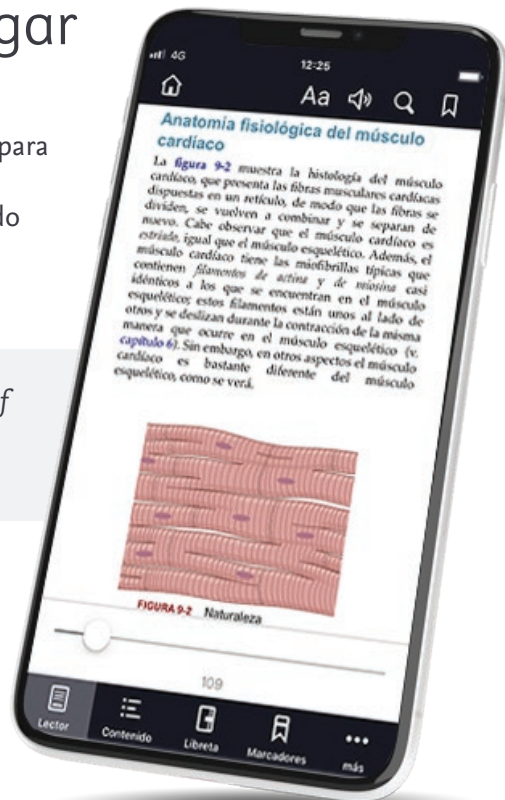 gar
para
do
f
4G
12:25
Aa
Anatomía fisiológica del músculo
cardíaco
La figura 9-2 muestra la histología del músculo
cardíaco, que presenta las fibras musculares cardíacas
dispuestas en un retículo, de modo que las fibras se
dividen, se vuelven a combinar y se separan de
nuevo. Cabe observar que el músculo cardíaco es
estriado, igual que el músculo esquelético. Además, el
músculo cardíaco tiene las miofibrillas típicas que
contienen filamentos de actina y de miosina casi
idénticos a los que se encuentran en el músculo
esquelético; estos filamentos están unos al lado de
otros y se deslizan durante la contracción de la misma
manera que ocurre en el músculo esquelético (v.
capítulo 6). Sin embargo, en otros aspectos el músculo
cardíaco es bastante diferente del músculo
esquelético, como se verá.
FIGURA 9-2 Naturaleza
109
Lector Contenido Libreta Marcadores más